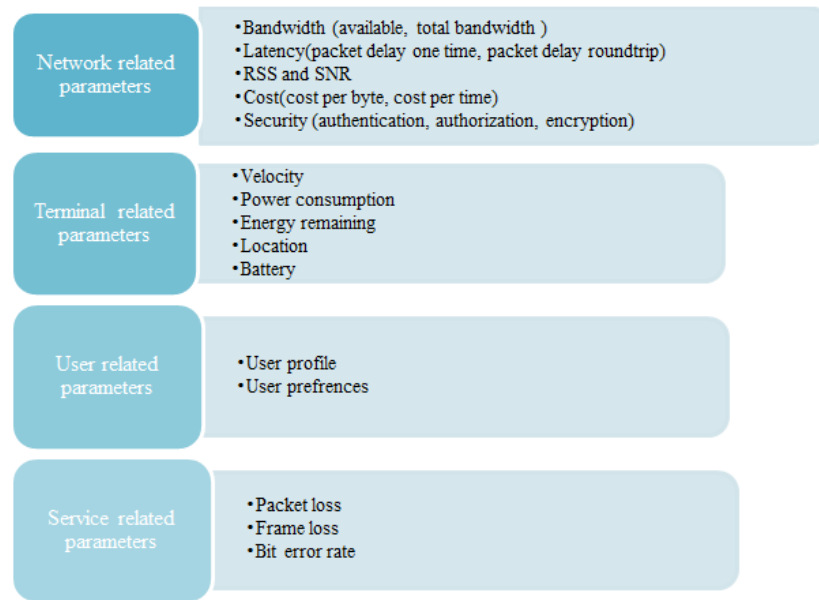 Network related
parameters
•Bandwidth (available, total bandwidth )
•Latency(packet delay one time, packet delay roundtrip)
•RSS and SNR
•Cost(cost per byte, cost per time)
•Security (authentication, authorization, encryption)
Terminal related
parameters
•Velocity
•Power consumption
•Energy remaining
•Location
•Battery
User related
parameters
•User profile
•User prefrences
Service related
parameters
•Packet loss
•Frame loss
•Bit error rate